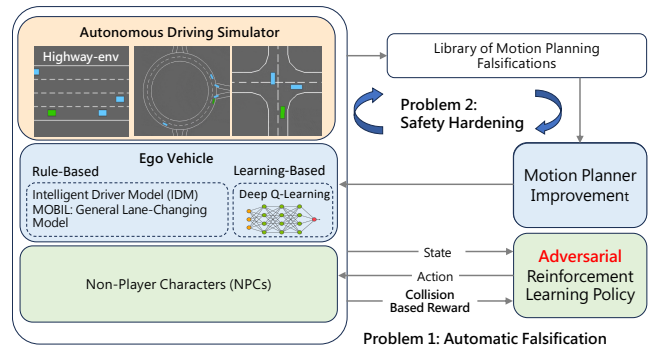 Autonomous Driving Simulator
Highway-env
Library of Motion Planning
Falsifications
Problem 2:
Safety Hardening
Ego Vehicle
Rule-Based
Learning-Based
Intelligent Driver Model (IDM)
MOBIL: General Lane-Changing
Model
Deep Q-Learning
Motion Planner
Improvement
Non-Player Characters (NPCs)
State
Action
Collision
Based Reward
Adversarial
Reinforcement
Learning Policy
Problem 1: Automatic Falsification